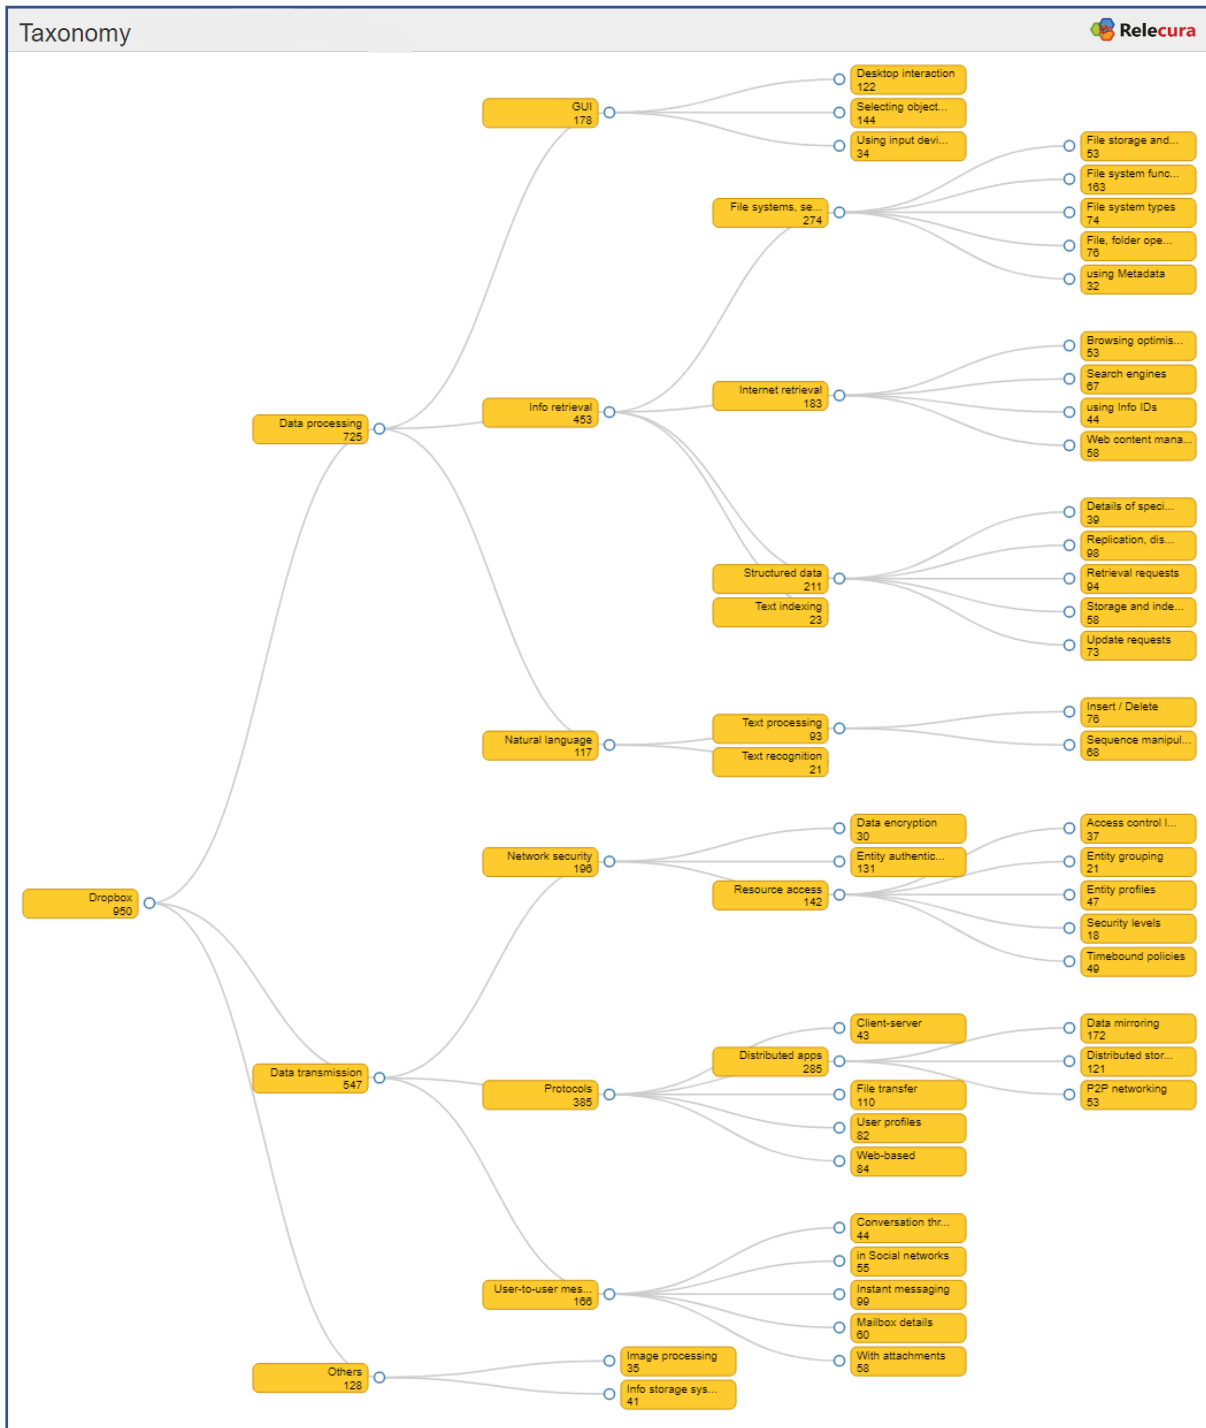 Taxonomy
Relecura
Desktop interaction
122
GUI
178
Selecting object...
144
Using input devi...
34
File storage and...
53
File system func...
163
File systems, se...
274
File system types
74
File, folder ope...
76
using Metadata
32
Browsing optimis...
53
Search engines
67
Internet retrieval
183
Info retrieval
453
using Info IDs
44
Data processing
725
Web content mana...
58
Details of speci...
39
Replication, dis...
98
Structured data
211
Retrieval requests
94
Text indexing
23
Storage and inde...
58
Update requests
73
Insert / Delete
76
Text processing
93
Natural language
117
Sequence manipul...
68
Text recognition
21
Data encryption
30
Access control l...
37
Network security
196
Entity authentic...
131
Entity grouping
21
Resource access
142
Entity profiles
47
Dropbox
950
Security levels
18
Timebound policies
49
Client-server
43
Data mirroring
172
Distributed apps
285
Distributed stor...
121
Data transmission
547
Protocols
385
File transfer
110
P2P networking
53
User profiles
82
Web-based
84
Conversation thr...
44
in Social networks
55
User-to-user mes...
166
Instant messaging
99
Mailbox details
60
Image processing
35
With attachments
58
Others
128
Info storage sys...
41